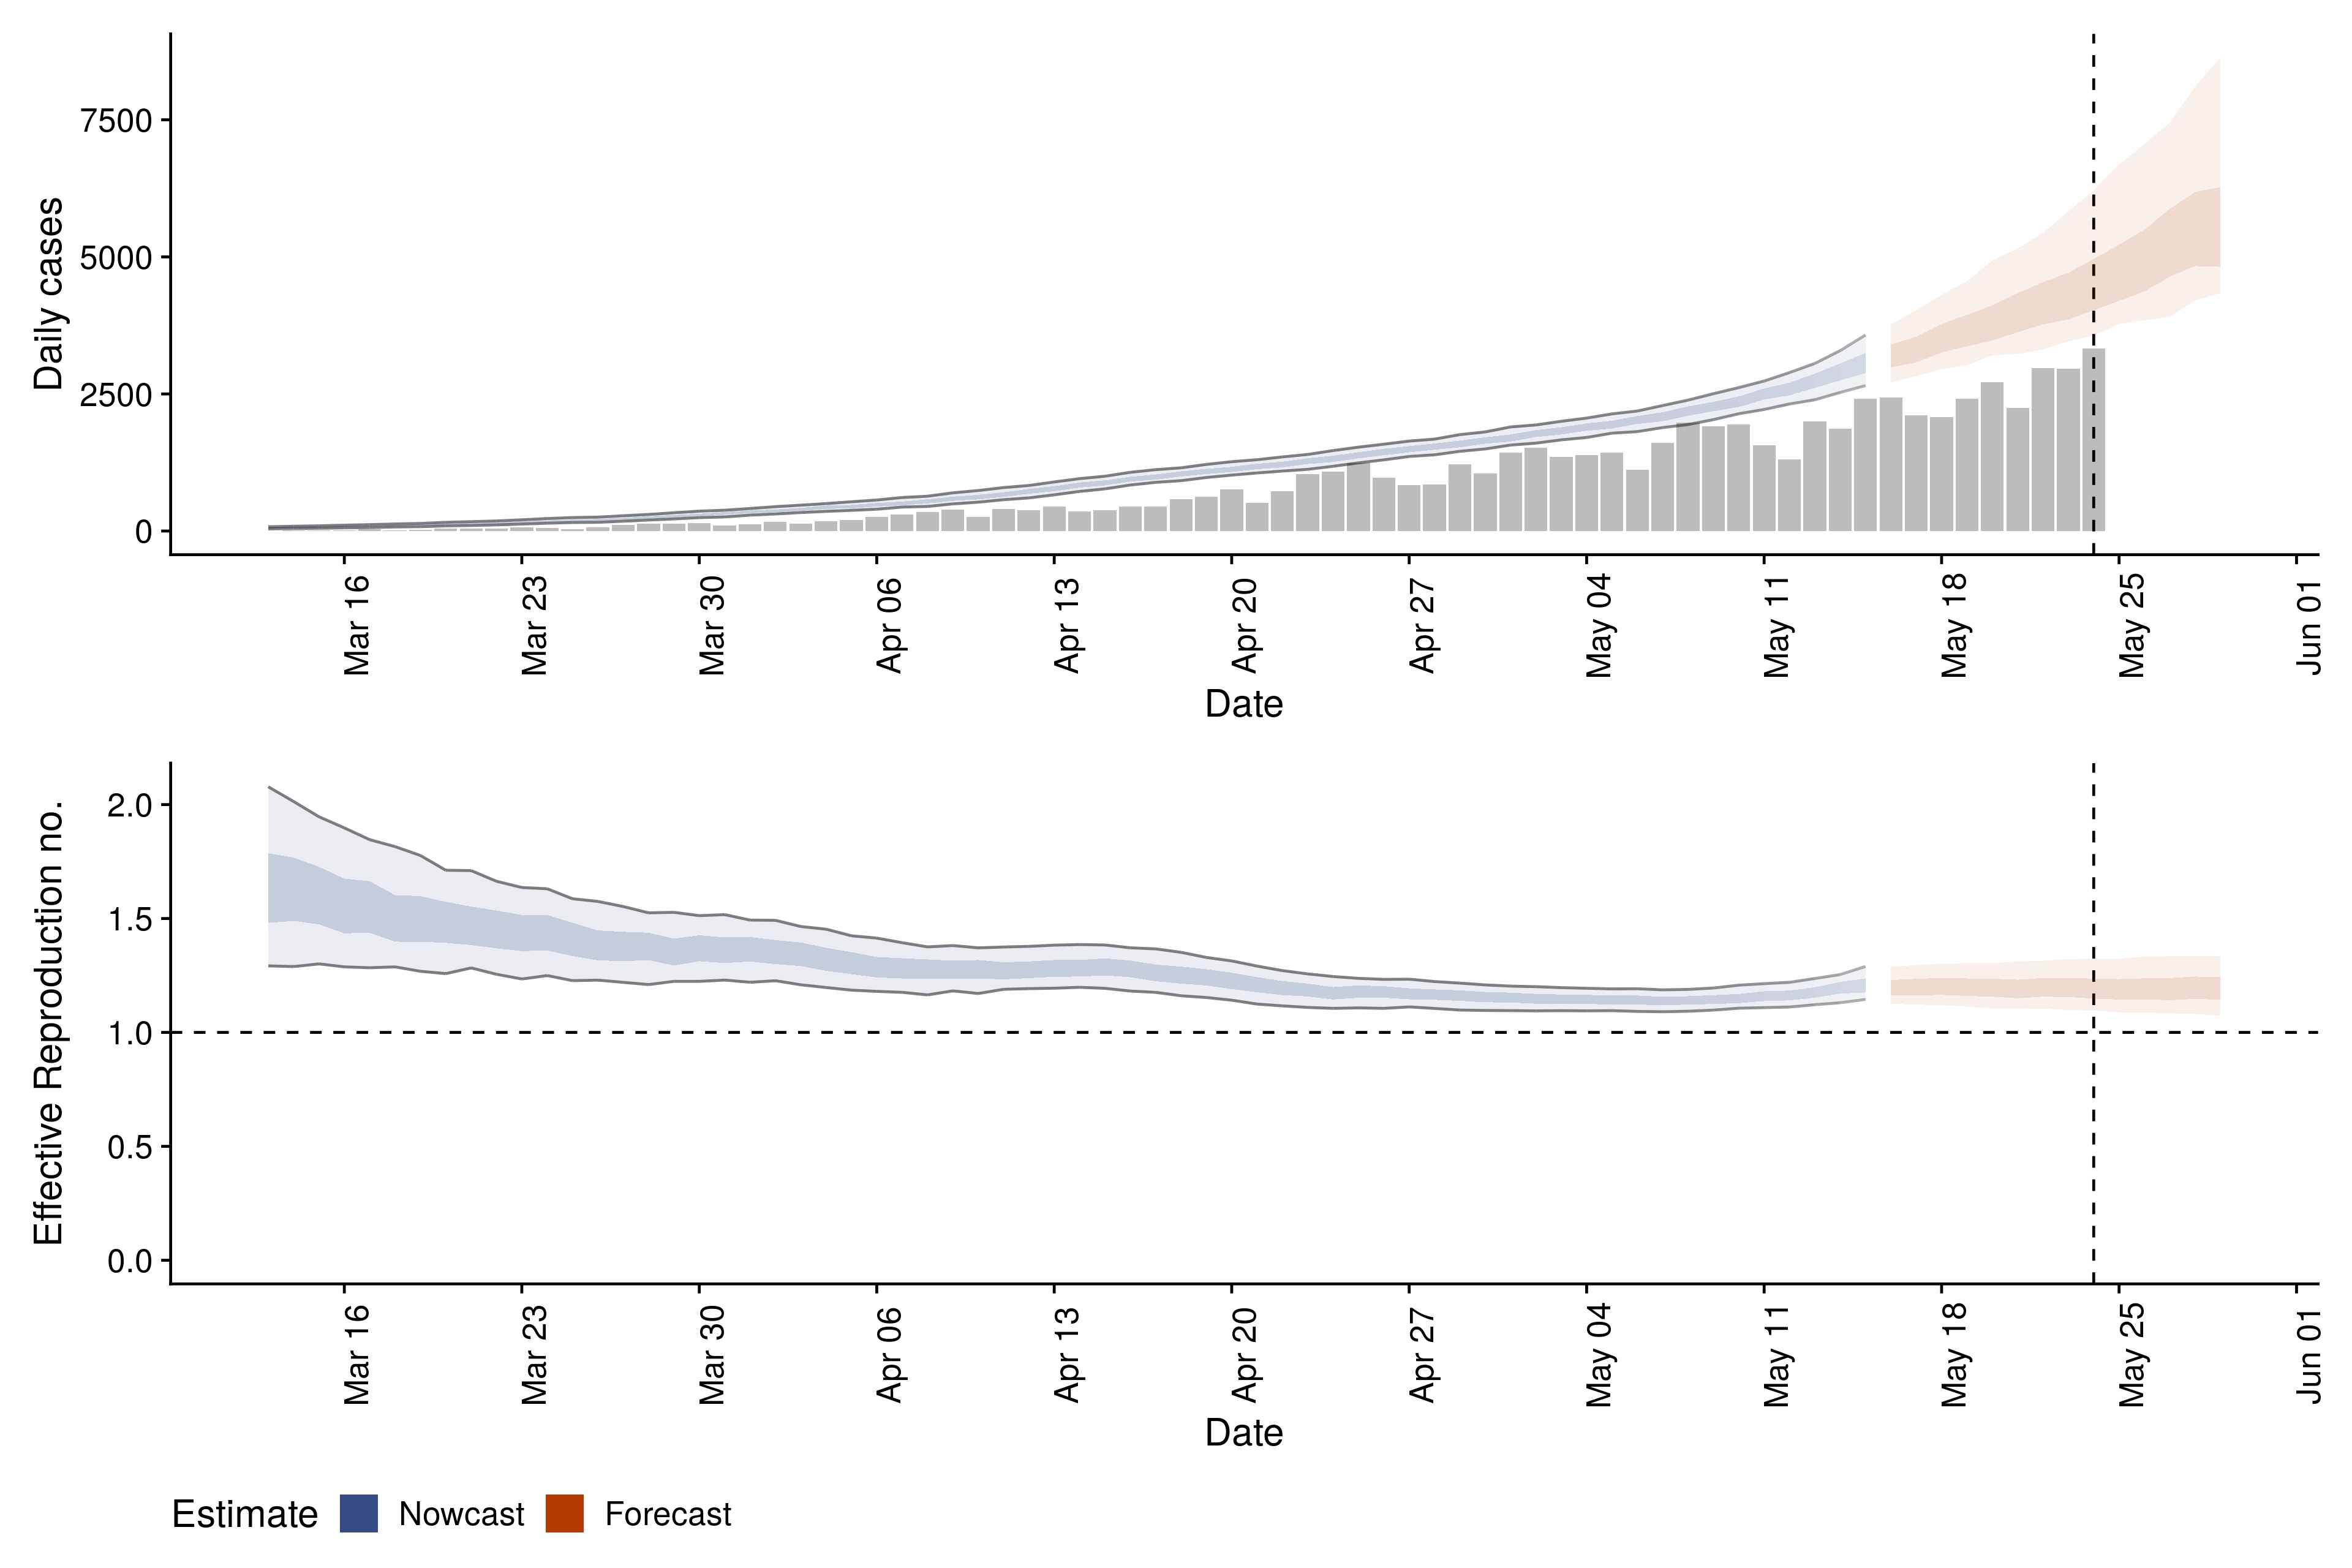 Daily cases
7500
5000
2500
0
Mar 16
Mar 23
Mar 30
Apr 06
Apr 13
Apr 20
Apr 27
May 04
May 11
May 18
May 25
Jun 01
Date
Effective Reproduction no.
2.0
1.5
1.0
0.5
0.0
Mar 16
Mar 23
Mar 30
Apr 06
Apr 13
Apr 20
Apr 27
May 04
May 11
May 18
May 25
Jun 01
Date
Estimate Nowcast Forecast